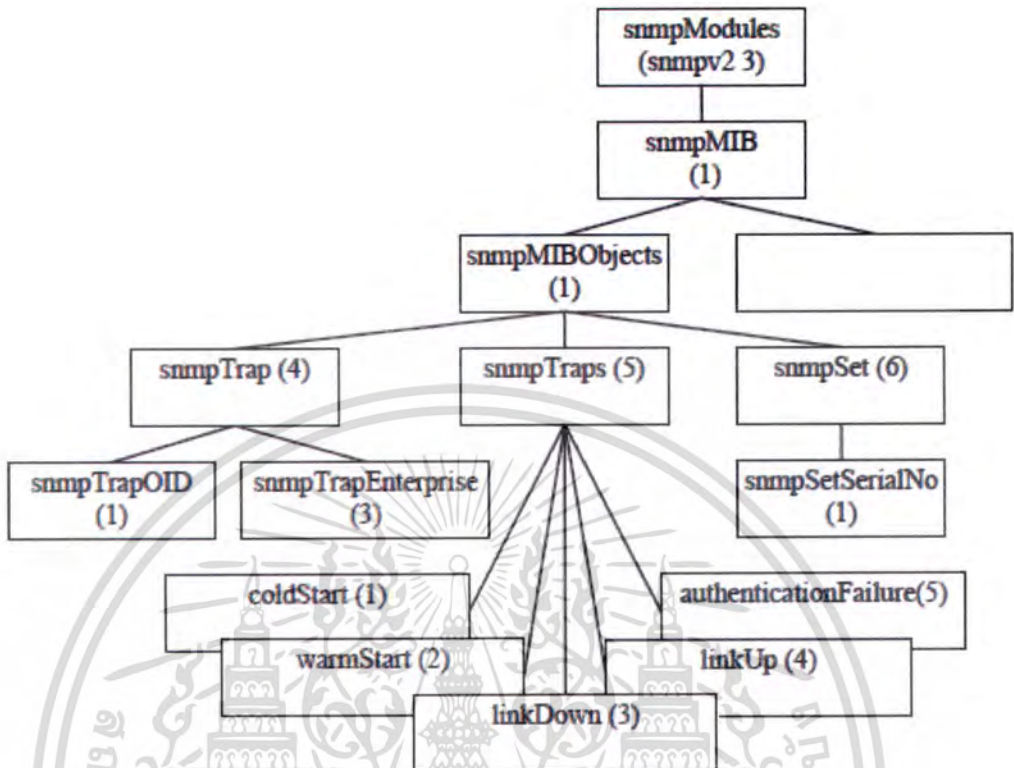 snmpModules
(snmpv2 3)
snmpMIB
(1)
snmpMIBObjects
(1)
snmpTrap (4)
snmpTraps (5)
snmpSet (6)
snmpTrapOID
(1)
snmpTrapEnterprise
(3)
snmpSetSerialNo
(1)
coldStart (1)
authenticationFailure(5)
warmStart (2)
linkUp (4)
linkDown (3)